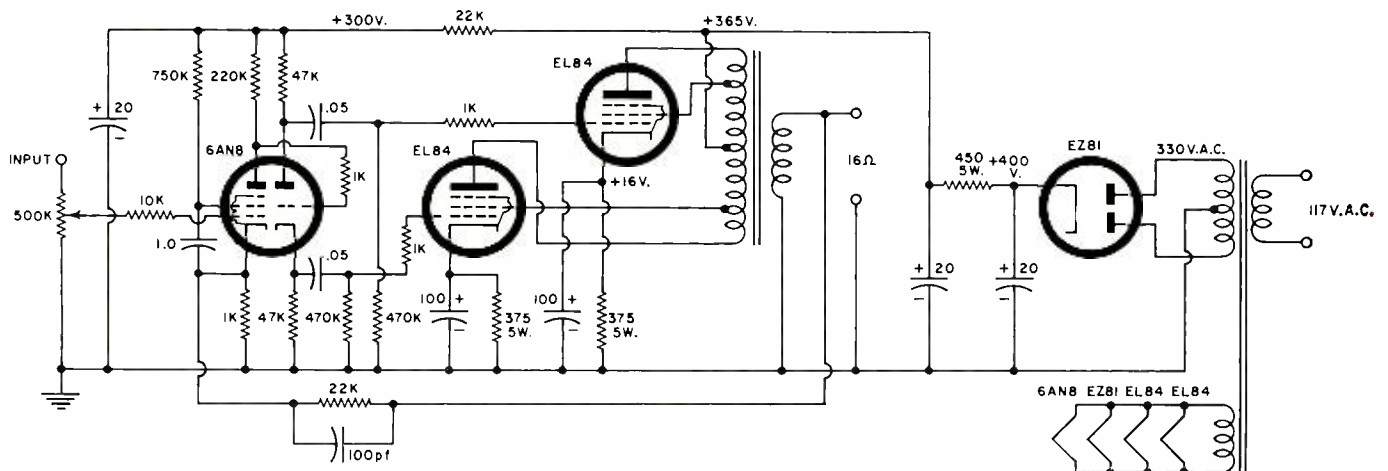 +300V.
22K
+365V.
750K
220K
47K
EL84
+ 20
-
.05
1K
EZ81
330V.A.C.
INPUT
6AN8
EL84
1K
16Ω
450
5W.
+400
V.
500K
10K
+16V.
117V.A.C.
1.0
.05
1K
+ 20
-
+ 20
-
1K
47K
470K
470K
100 +
-
375
5W.
100 +
-
375
5W.
22K
100pf
6AN8 EZ81 EL84 EL84